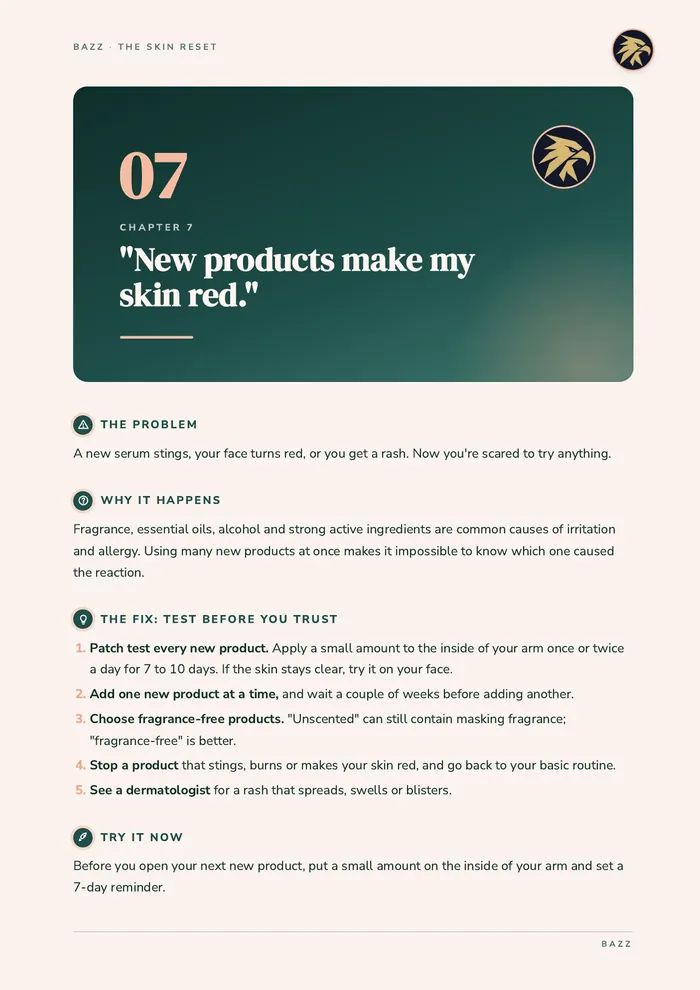 BAZZ · THE SKIN RESET
07
CHAPTER 7
"New products make my
skin red."
THE PROBLEM
A new serum stings, your face turns red, or you get a rash. Now you're scared to try anything.
WHY IT HAPPENS
Fragrance, essential oils, alcohol and strong active ingredients are common causes of irritation
and allergy. Using many new products at once makes it impossible to know which one caused
the reaction.
THE FIX: TEST BEFORE YOU TRUST
1. Patch test every new product. Apply a small amount to the inside of your arm once or twice
a day for 7 to 10 days. If the skin stays clear, try it on your face.
2. Add one new product at a time, and wait a couple of weeks before adding another.
3. Choose fragrance-free products. "Unscented" can still contain masking fragrance;
"fragrance-free" is better.
4. Stop a product that stings, burns or makes your skin red, and go back to your basic routine.
5. See a dermatologist for a rash that spreads, swells or blisters.
TRY IT NOW
Before you open your next new product, put a small amount on the inside of your arm and set a
7-day reminder.
BAZZ